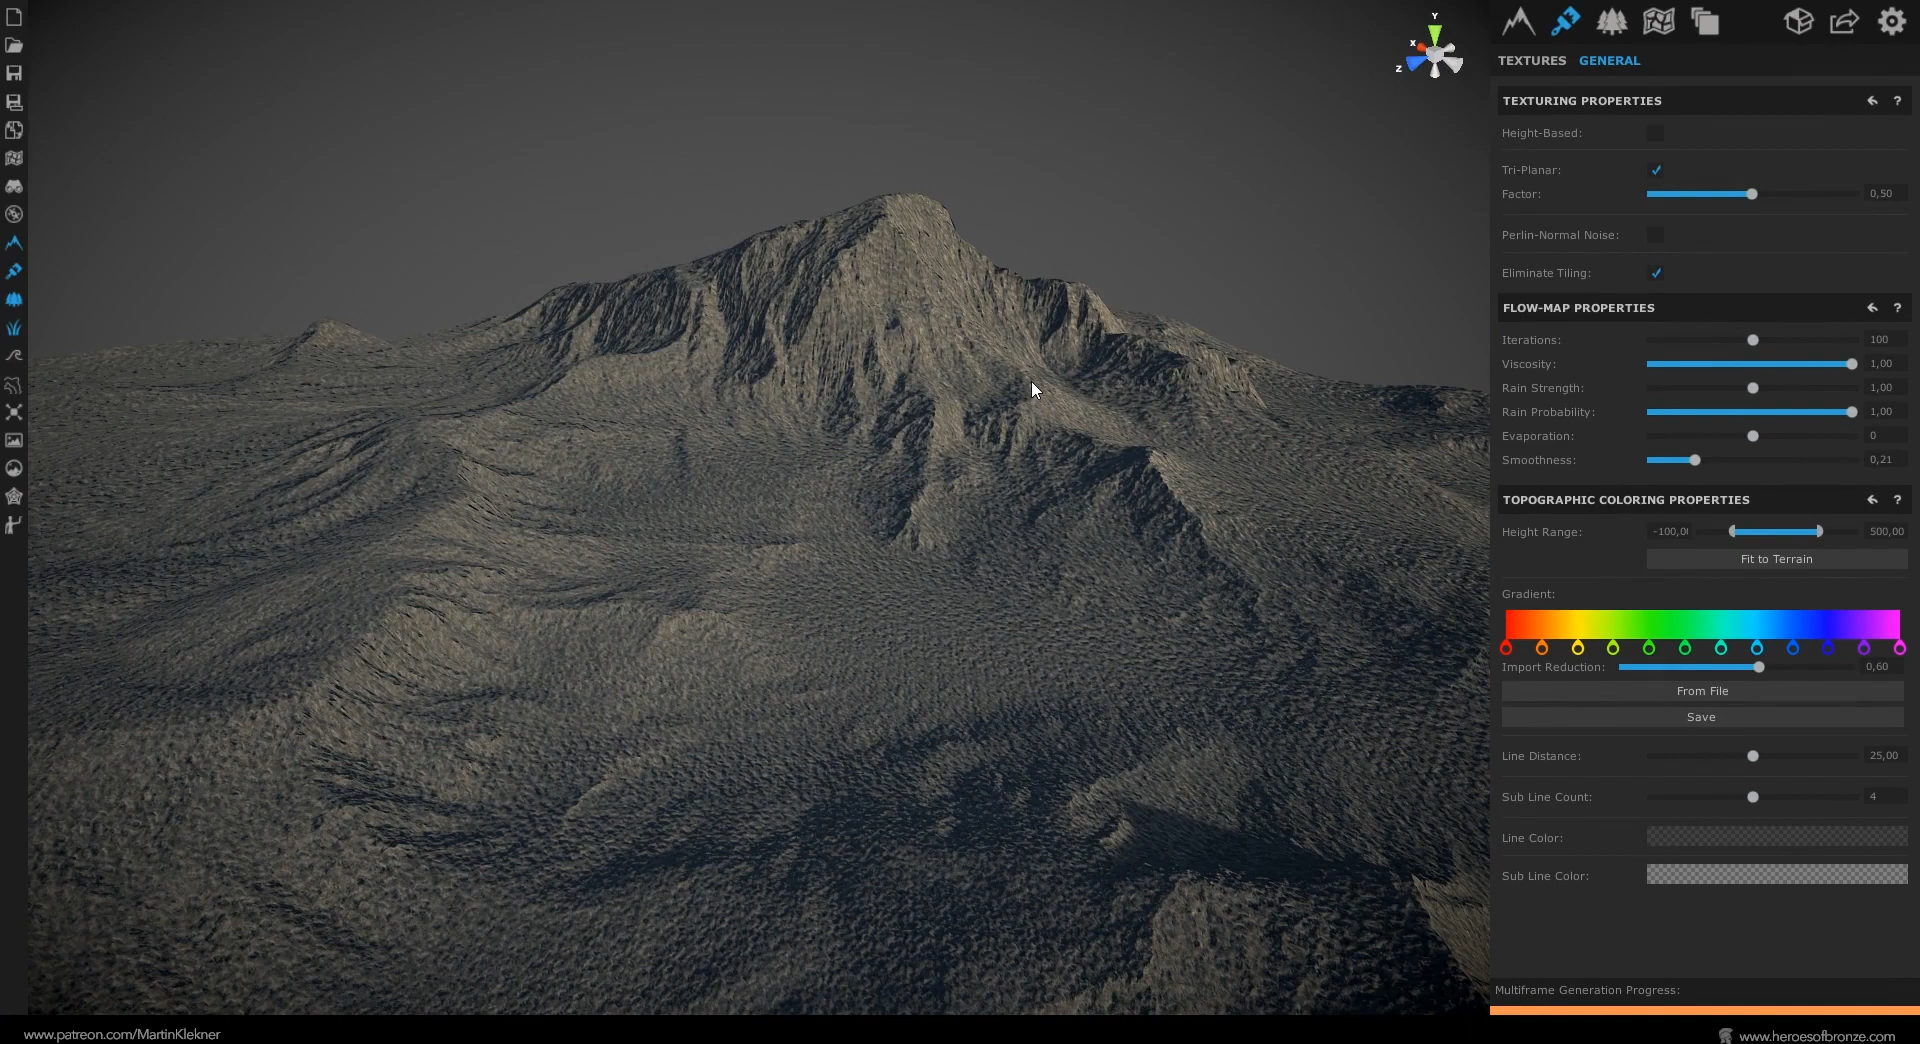 Y
X
Z
TEXTURES GENERAL
TEXTURING PROPERTIES ?
Height-Based:
Tri-Planar:
Factor: 0,50
Perlin-Normal Noise:
Eliminate Tiling:
FLOW-MAP PROPERTIES ?
Iterations: 100
Viscosity: 1,00
Rain Strength: 1,00
Rain Probability: 1,00
Evaporation: 0
Smoothness: 0,21
TOPOGRAPHIC COLORING PROPERTIES ?
Height Range: -100,0 500,00
Fit to Terrain
Gradient:
Import Reduction: 0,60
From File
Save
Line Distance: 25,00
Sub Line Count: 4
Line Color:
Sub Line Color:
Multiframe Generation Progress:
www.patreon.com/MartinKlekner
www.heroesofbronze.com